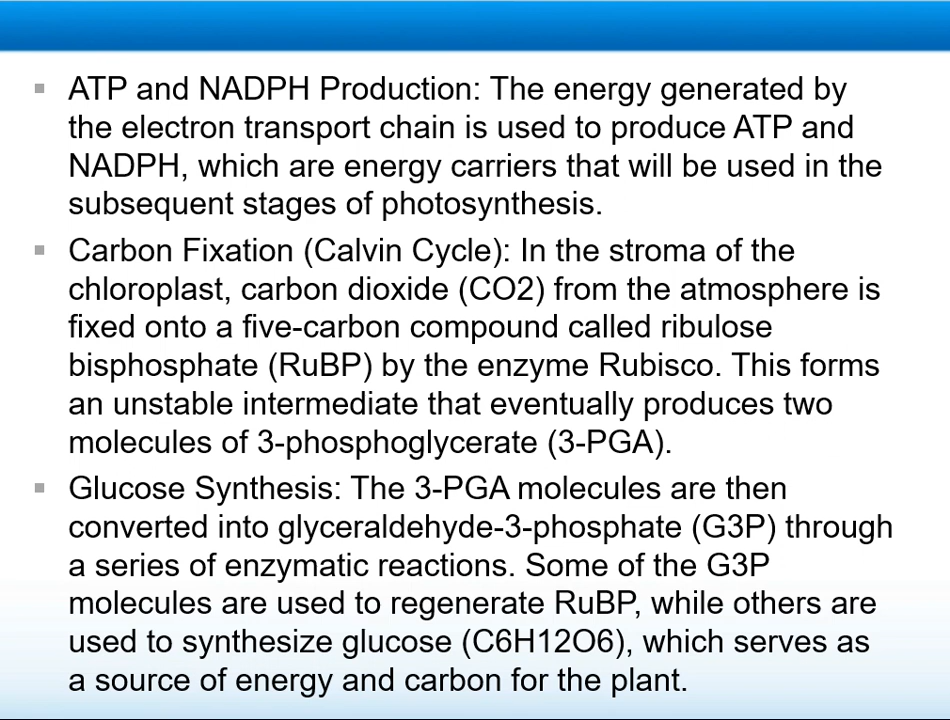 ATP and NADPH Production: The energy generated by
the electron transport chain is used to produce ATP and
NADPH, which are energy carriers that will be used in the
subsequent stages of photosynthesis.
Carbon Fixation (Calvin Cycle): In the stroma of the
chloroplast, carbon dioxide (CO2) from the atmosphere is
fixed onto a five-carbon compound called ribulose
bisphosphate (RuBP) by the enzyme Rubisco. This forms
an unstable intermediate that eventually produces two
molecules of 3-phosphoglycerate (3-PGA).
Glucose Synthesis: The 3-PGA molecules are then
converted into glyceraldehyde-3-phosphate (G3P) through
a series of enzymatic reactions. Some of the G3P
molecules are used to regenerate RuBP, while others are
used to synthesize glucose (C6H12O6), which serves as
a source of energy and carbon for the plant.